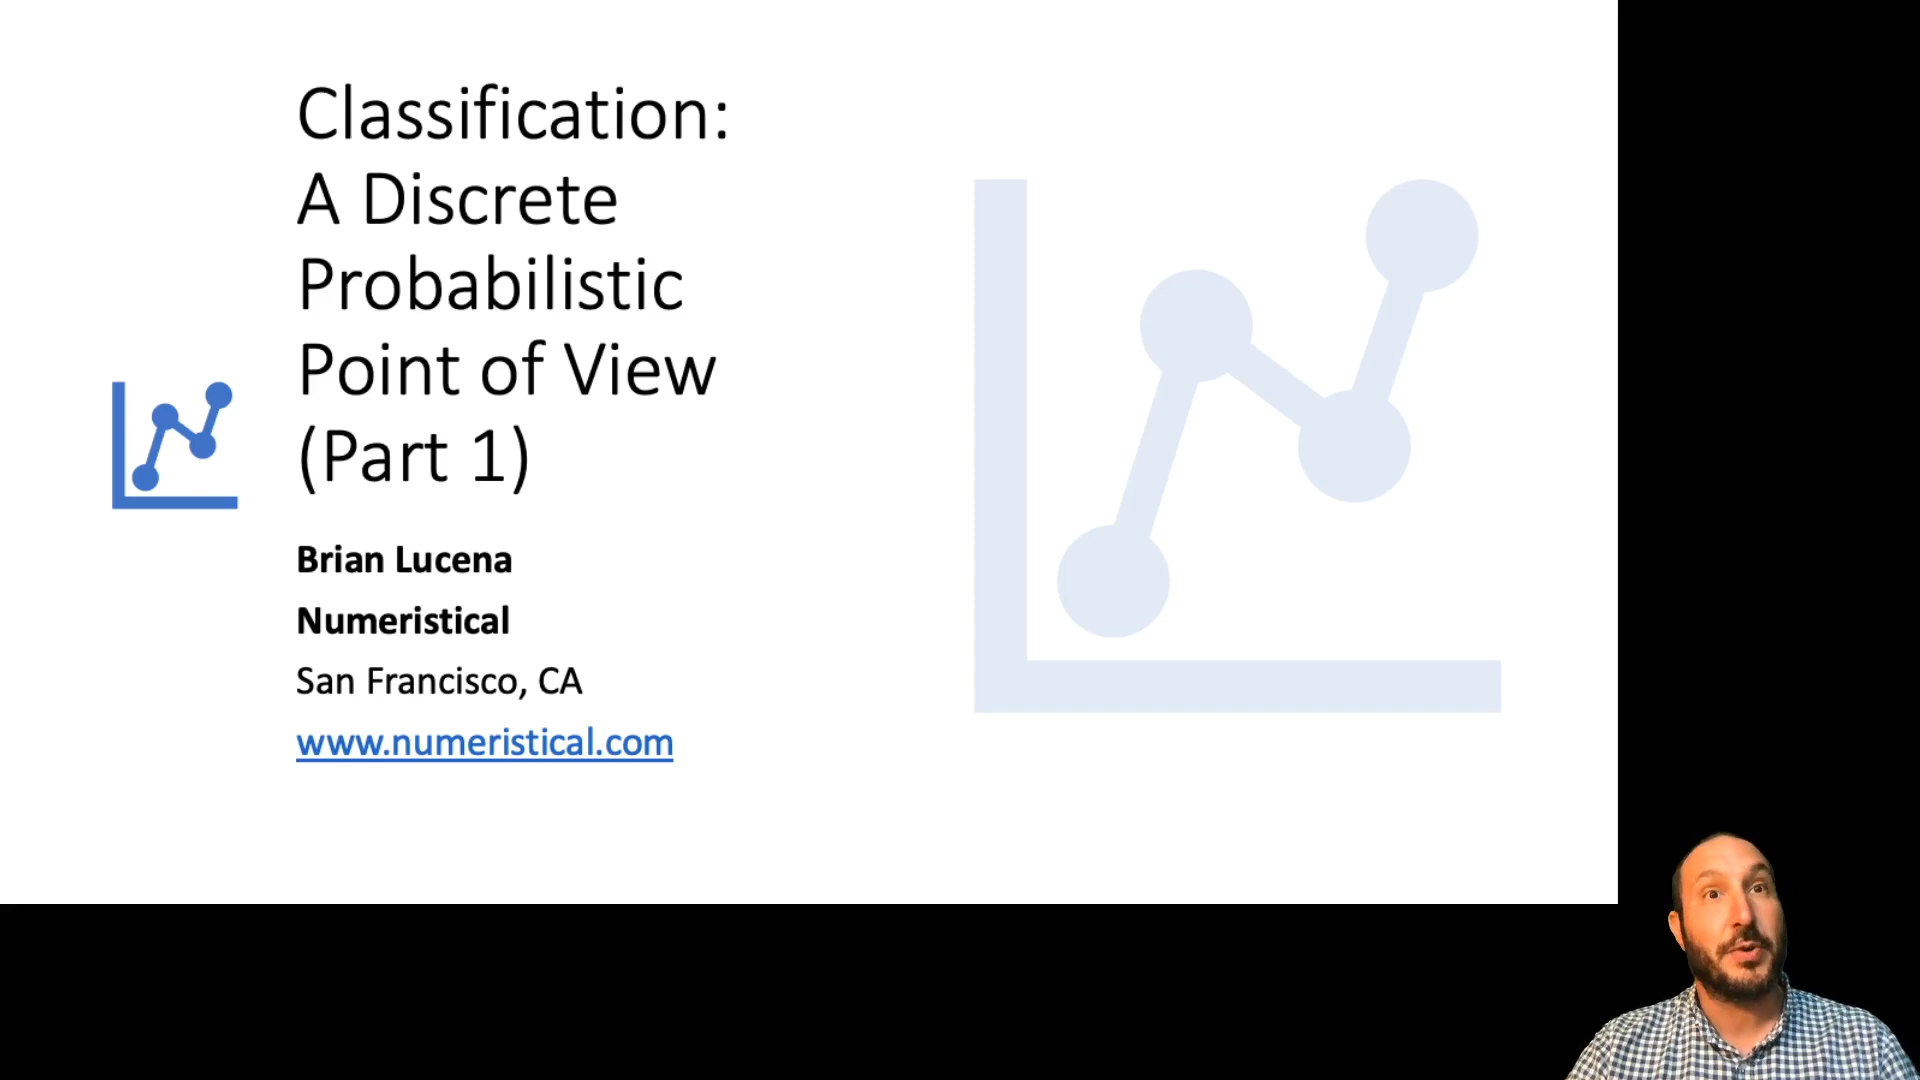 Classification:
A Discrete
Probabilistic
Point of View
(Part 1)
Brian Lucena
Numeristical
San Francisco, CA
www.numeristical.com